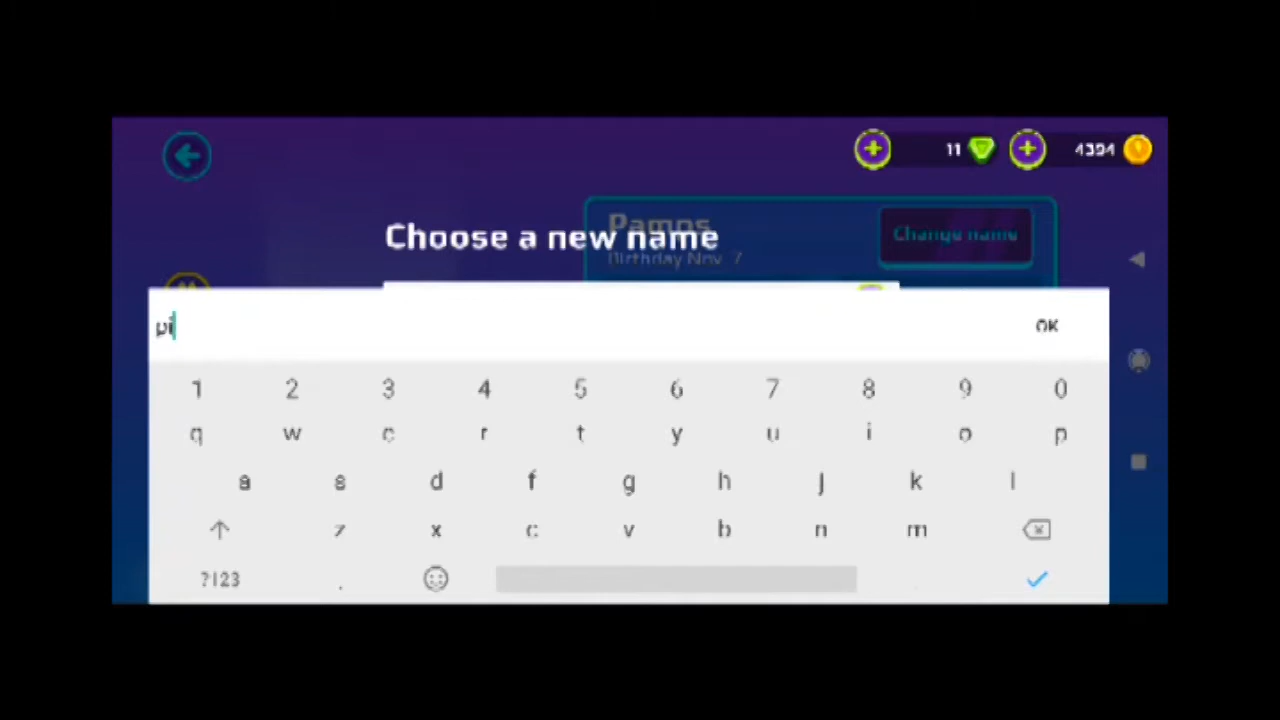 11 4394
Pamps
Change name
Choose a new name
Birthday Nov. 7
pi
OK
1 2 3 4 5 6 7 8 9 0
q w e r t y u i o p
a s d f g h j k l
z x c v b n m
?123 .